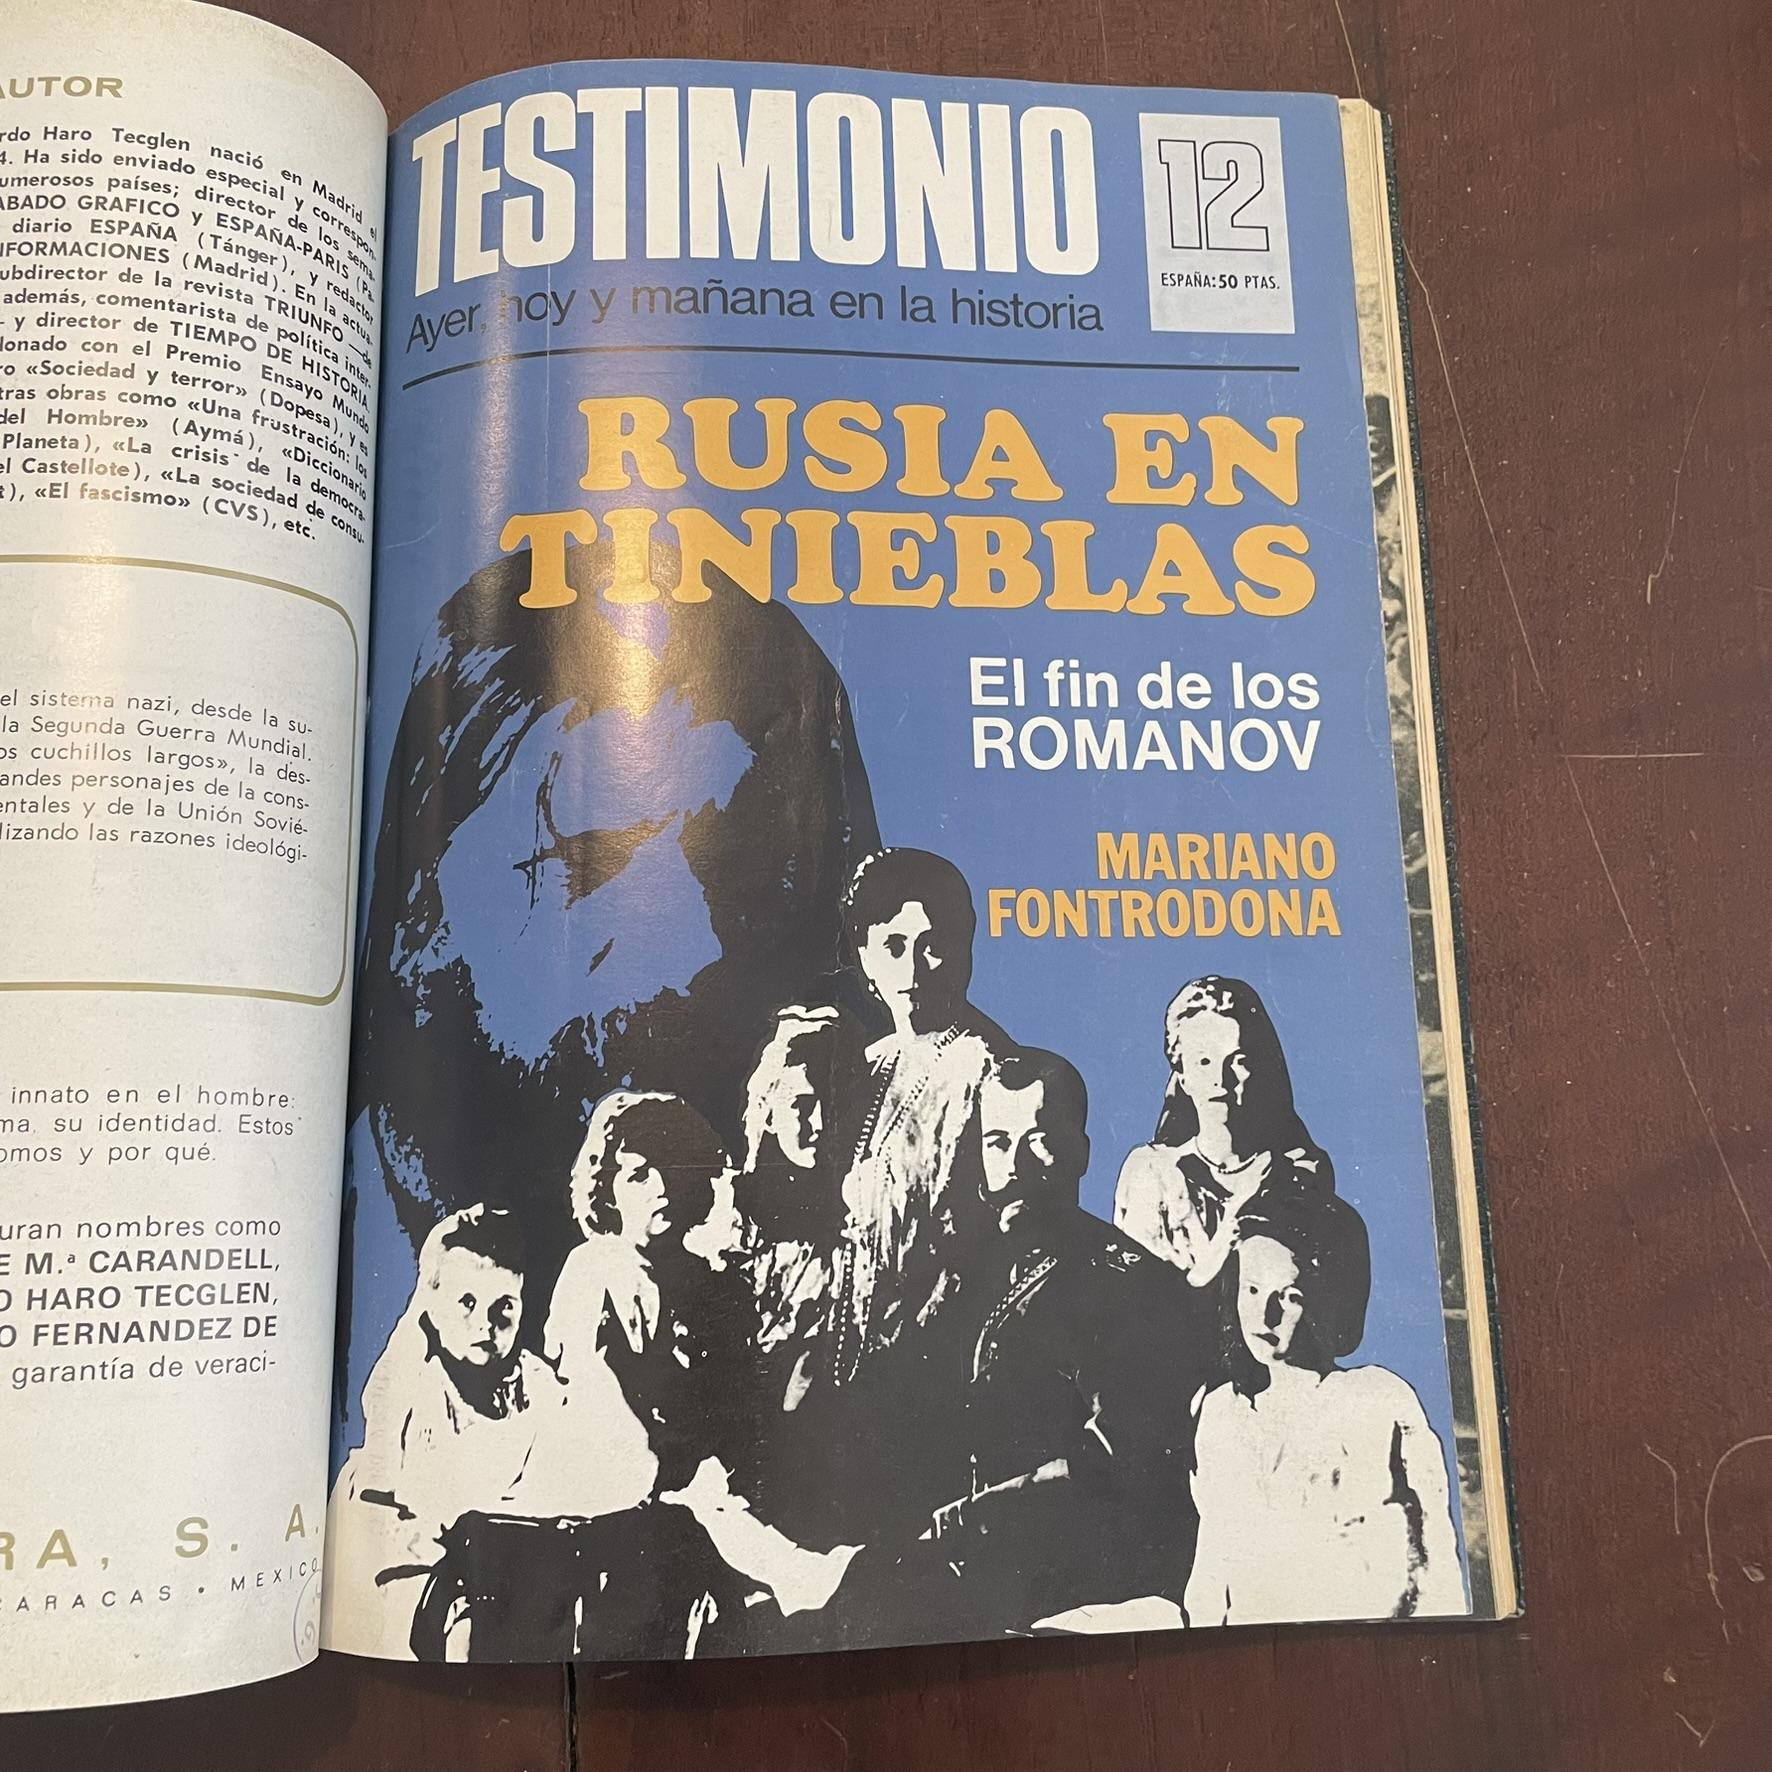 AUTOR
rdo Haro Tecglen nació en Madrid el
4. Ha sido enviado especial y correspon-
umerosos países; director de los sema-
ABADO GRAFICO y ESPAÑA-PARIS (Pa-
diario ESPAÑA (Tánger), y redactor
NFORMACIONES (Madrid). En la actua-
ubdirector de la revista TRIUNFO —de
además, comentarista de política inter-
y director de TIEMPO DE HISTORIA.
lonado con el Premio Ensayo Mundo
ro «Sociedad y terror» (Dopesa), y es
tras obras como «Una frustración: los
del Hombre» (Aymá), «Diccionario
Planeta), «La crisis de la democra-
el Castellote), «La sociedad de consu-
t), «El fascismo» (CVS), etc.
el sistema nazi, desde la su-
la Segunda Guerra Mundial.
os cuchillos largos», la des-
andes personajes de la cons-
entales y de la Unión Sovié-
lizando las razones ideológi-
innato en el hombre:
ma, su identidad. Estos
omos y por qué.
uran nombres como
E M.ª CARANDELL,
O HARO TECGLEN,
O FERNANDEZ DE
garantía de veraci-
RA, S. A.
CARACAS • MEXICO
TESTIMONIO
12
ESPAÑA: 50 PTAS.
Ayer, hoy y mañana en la historia
RUSIA EN
TINIEBLAS
El fin de los
ROMANOV
MARIANO
FONTRODONA